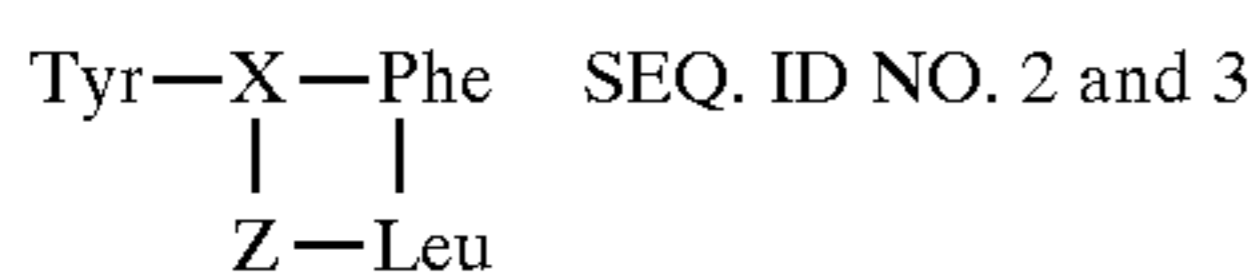 Tyr—X—Phe SEQ. ID NO. 2 and 3
Z—Leu